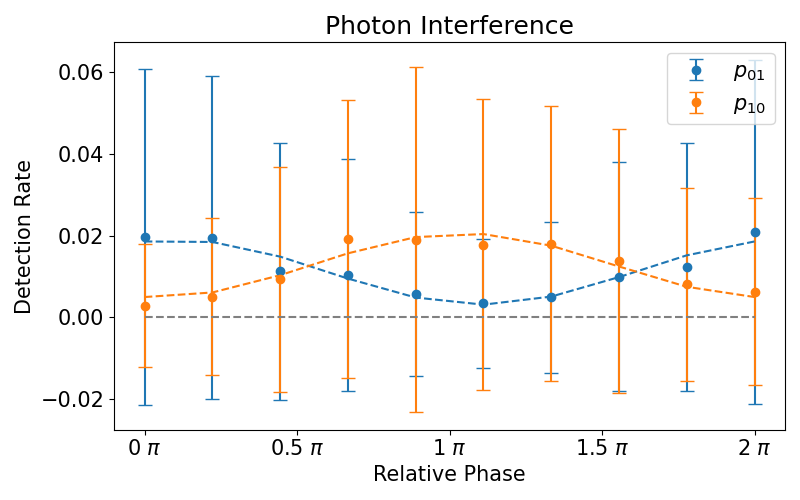 Photon Interference
p01
p10
Detection Rate
0.06
0.04
0.02
0.00
−0.02
0 π
0.5 π
1 π
1.5 π
2 π
Relative Phase